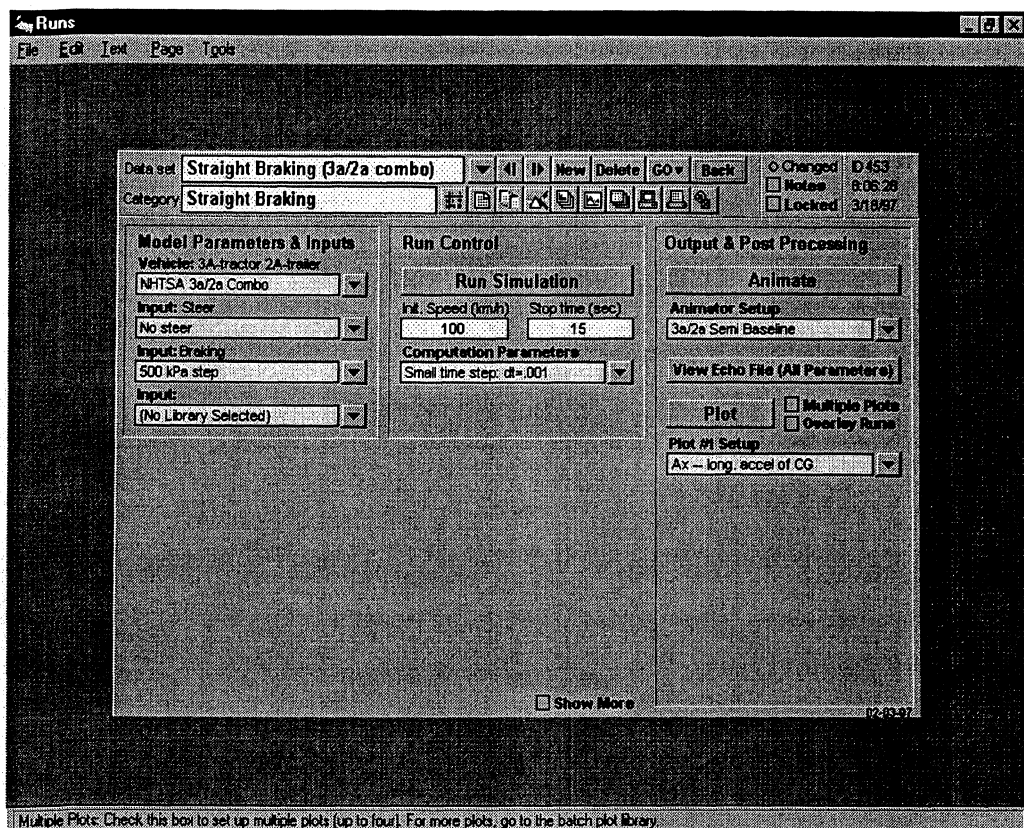 Runs
File Edit Text Page Tools
Data set Straight Braking (3a/2a combo) New Delete GO Back Changed ID 453
Notes 8:06:26
Category Straight Braking Locked 3/18/97
Model Parameters & Inputs
Vehicle: 3A-tractor 2A-trailer
NHTSA 3a/2a Combo
Input: Steer
No steer
Input: Braking
500 kPa step
Input:
(No Library Selected)
Run Control
Run Simulation
Init. Speed (km/h) Stop time (sec)
100 15
Computation Parameters
Small time step: dt=.001
Show More
Output & Post Processing
Animate
Animator Setup
3a/2a Semi Baseline
View Echo File (All Parameters)
Plot Multiple Plots
Overlay Runs
Plot #1 Setup
Ax -- long. accel of CG
02-03-97
Multiple Plots: Check this box to set up multiple plots (up to four). For more plots, go to the batch plot library.